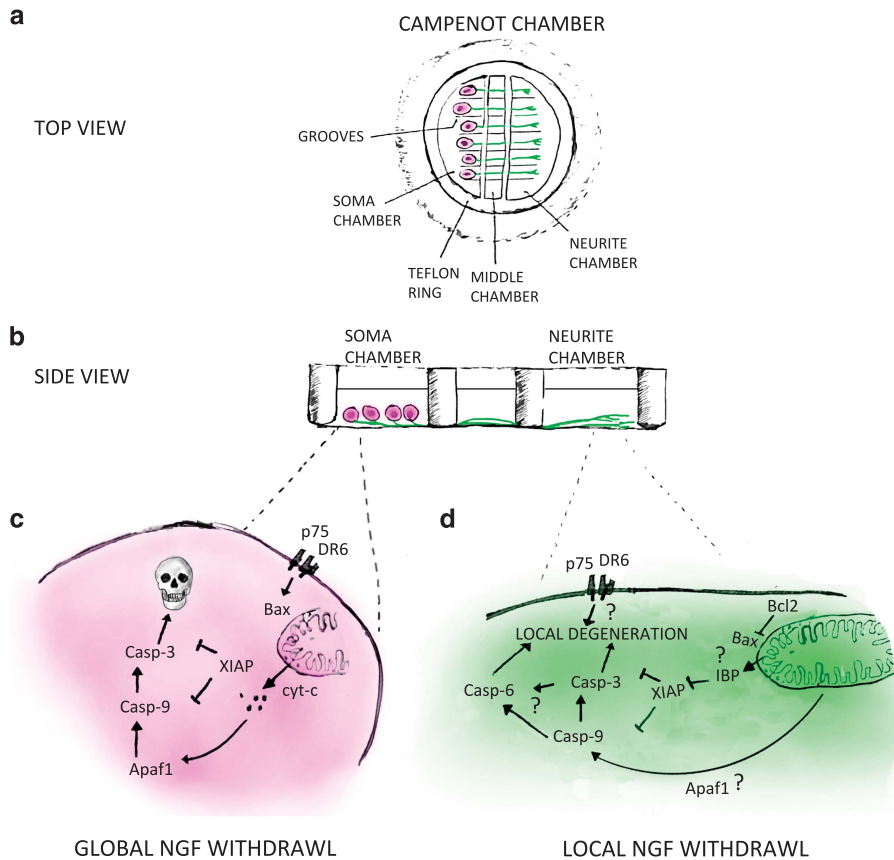 a
CAMPENOT CHAMBER
TOP VIEW
GROOVES
SOMA
CHAMBER
TEFLON
RING
MIDDLE
CHAMBER
NEURITE
CHAMBER
b
SIDE VIEW
SOMA
CHAMBER
NEURITE
CHAMBER
c
p75
DR6
Bax
Casp-3
XIAP
cyt-c
Casp-9
Apaf1
GLOBAL NGF WITHDRAWL
d
p75 DR6
?
Bcl2
LOCAL DEGENERATION
Bax
?
IBP
Casp-6
Casp-3
XIAP
?
Casp-9
Apaf1 ?
LOCAL NGF WITHDRAWL